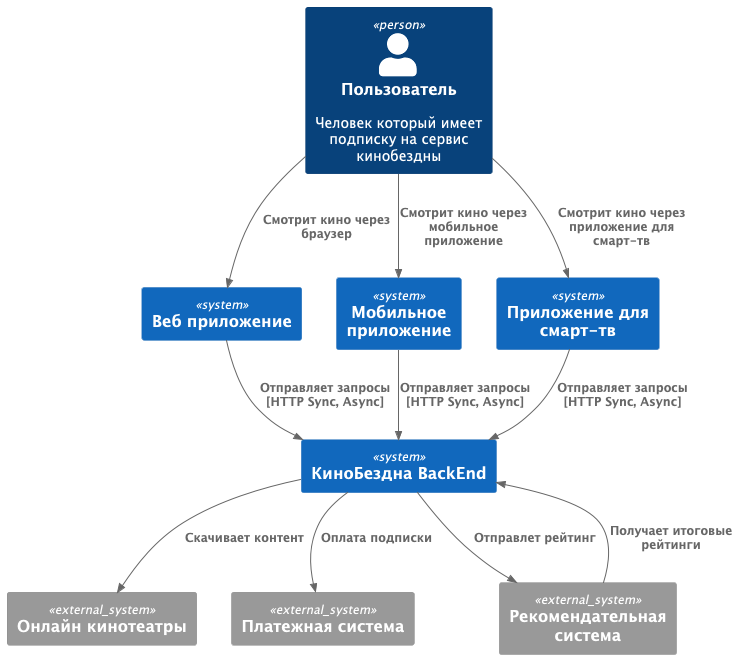 «person»
Пользователь
Человек который имеет
подписку на сервис
кинобездны
Смотрит кино через
браузер
Смотрит кино через
мобильное
приложение
Смотрит кино через
приложение для
смарт-тв
«system»
Веб приложение
«system»
Мобильное
приложение
«system»
Приложение для
смарт-тв
Отправляет запросы
[HTTP Sync, Async]
Отправляет запросы
[HTTP Sync, Async]
Отправляет запросы
[HTTP Sync, Async]
«system»
КиноБездна BackEnd
Скачивает контент
Оплата подписки
Отправлет рейтинг
Получает итоговые
рейтинги
«external_system»
Онлайн кинотеатры
«external_system»
Платежная система
«external_system»
Рекомендательная
система